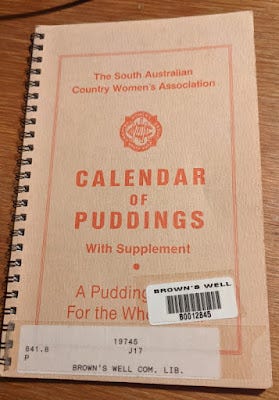 The South Australian
Country Women's Association
CALENDAR
OF
PUDDINGS
With Supplement
A Pudding
For the Who
BROWN'S WELL
B0012845
19745
641.8 J17
P
BROWN'S WELL COM. LIB.